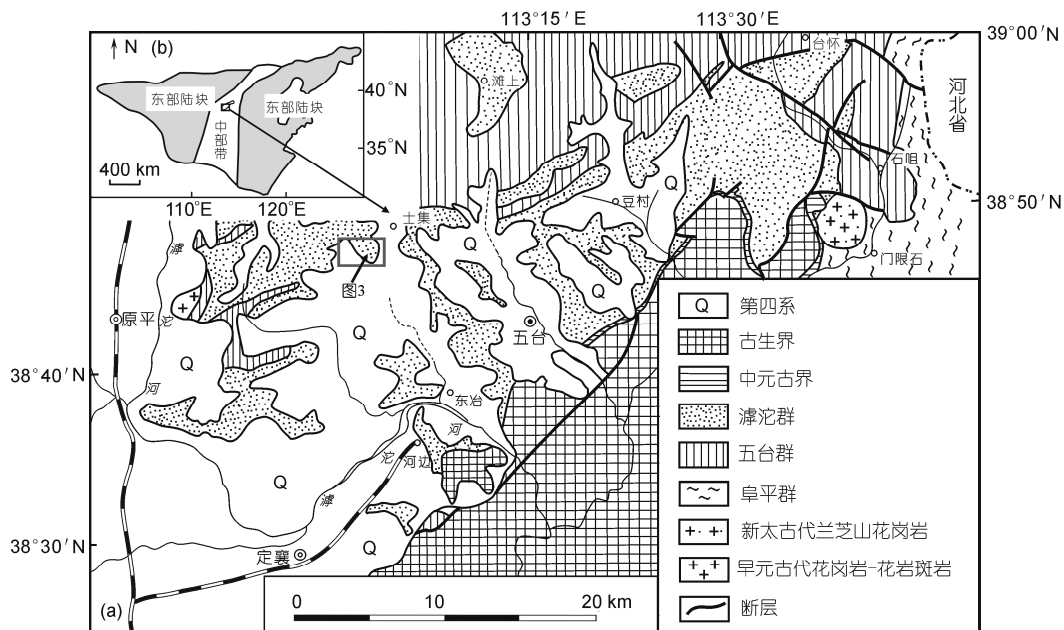 113°15′E
113°30′E
39°00′N
N
(b)
东部陆块
东部陆块
中部带
40°N
35°N
400 km
110°E
120°E
滩上
台怀
河北省
石咀
38°50′N
Q
豆村
士集
滹
Q
图3
Q
门限石
原平
沱
Q
Q
五台
38°40′N
河
东冶
河
沱
河边
Q
滹
38°30′N
定襄
Q
(a)
0
10
20 km
Q
第四系
古生界
中元古界
滹沱群
五台群
阜平群
新太古代兰芝山花岗岩
早元古代花岗岩-花岩斑岩
断层